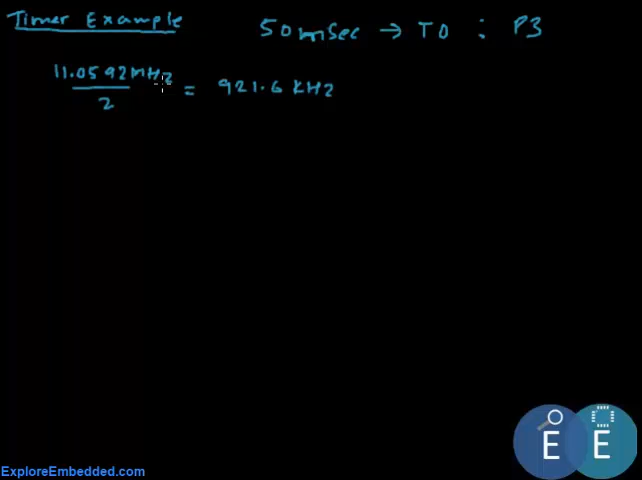 Timer Example 50mSec → T0 : P3
11.0592MHz
2
= 921.6 KHz
E E
ExploreEmbedded.com